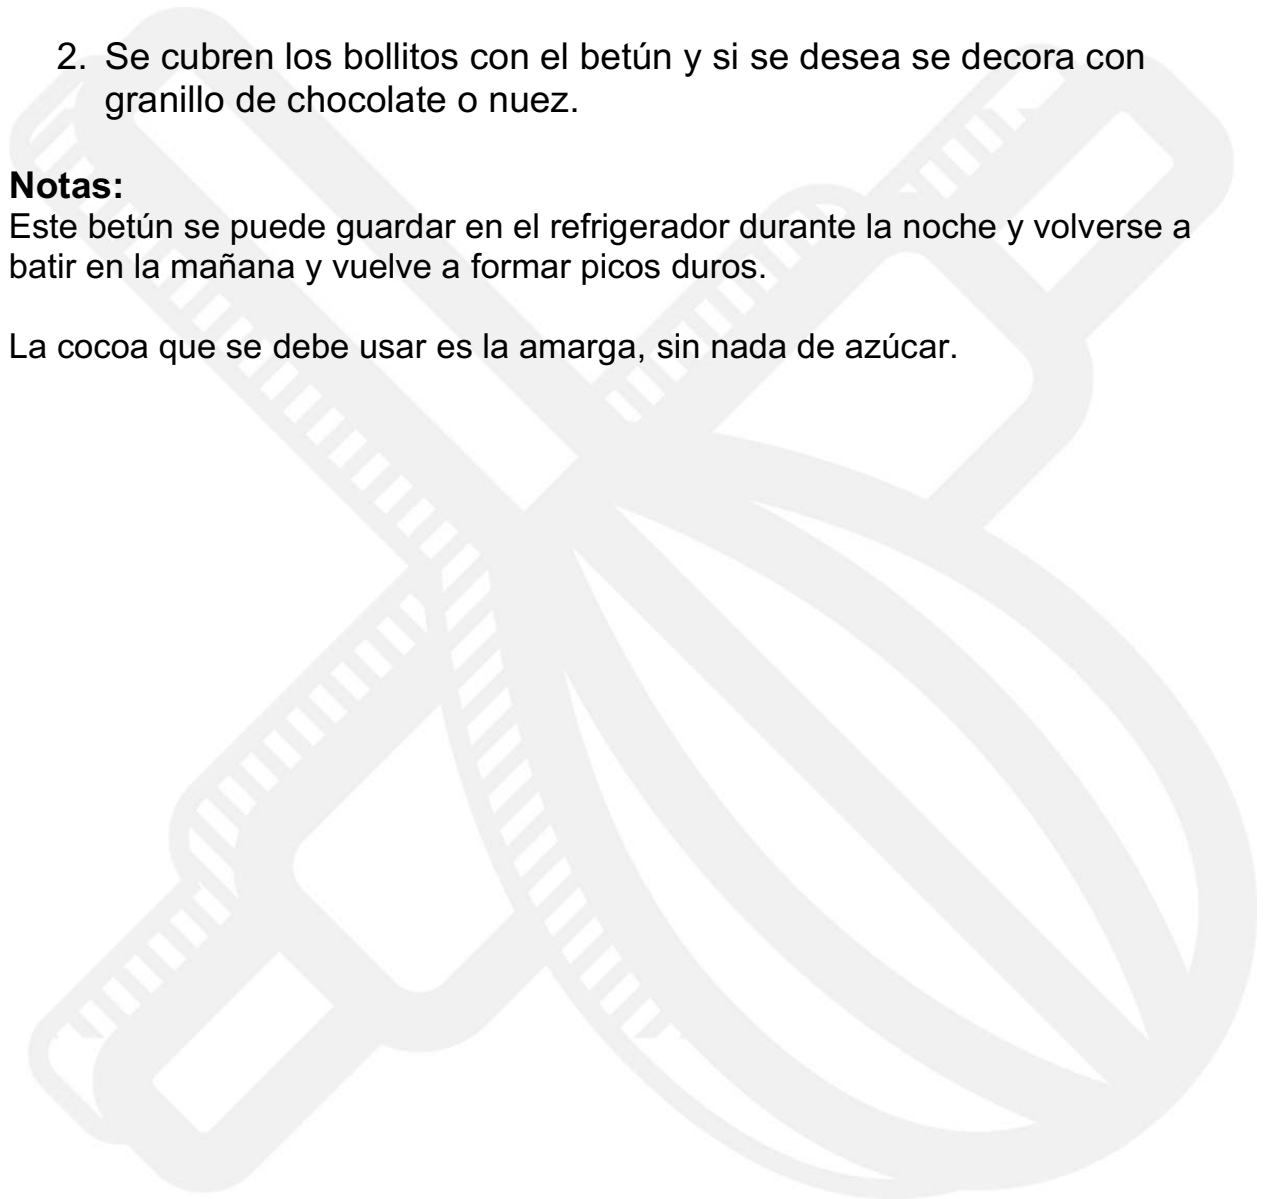 2. Se cubren los bollitos con el betún y si se desea se decora con
granillo de chocolate o nuez.
Notas:
Este betún se puede guardar en el refrigerador durante la noche y volverse a
batir en la mañana y vuelve a formar picos duros.
La cocoa que se debe usar es la amarga, sin nada de azúcar.